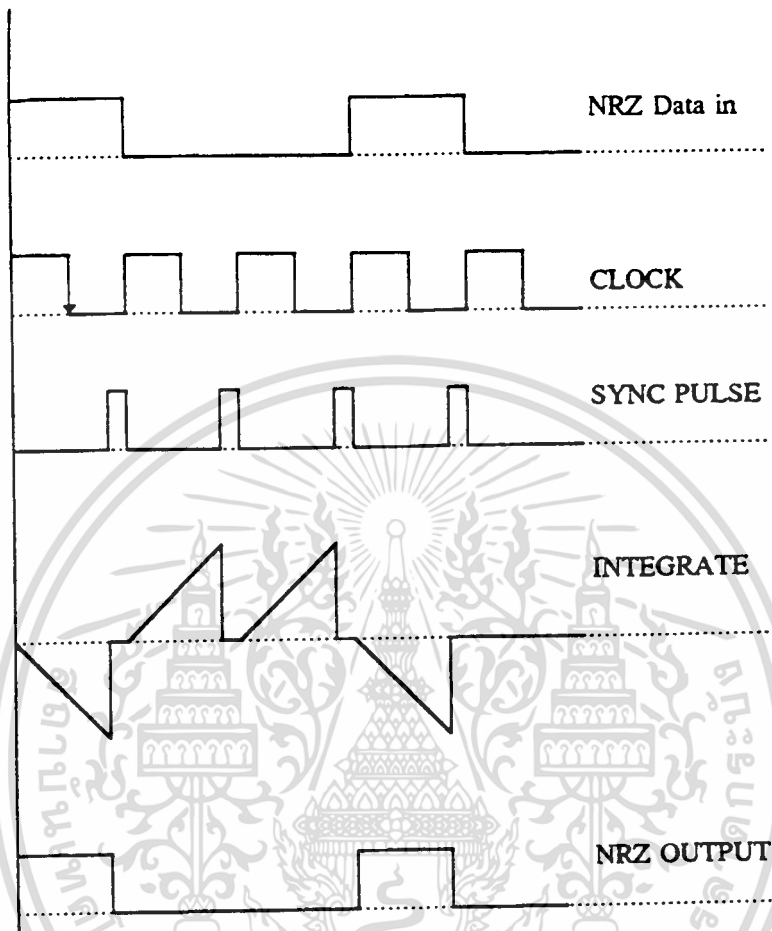 NRZ Data in
CLOCK
SYNC PULSE
INTEGRATE
NRZ OUTPUT